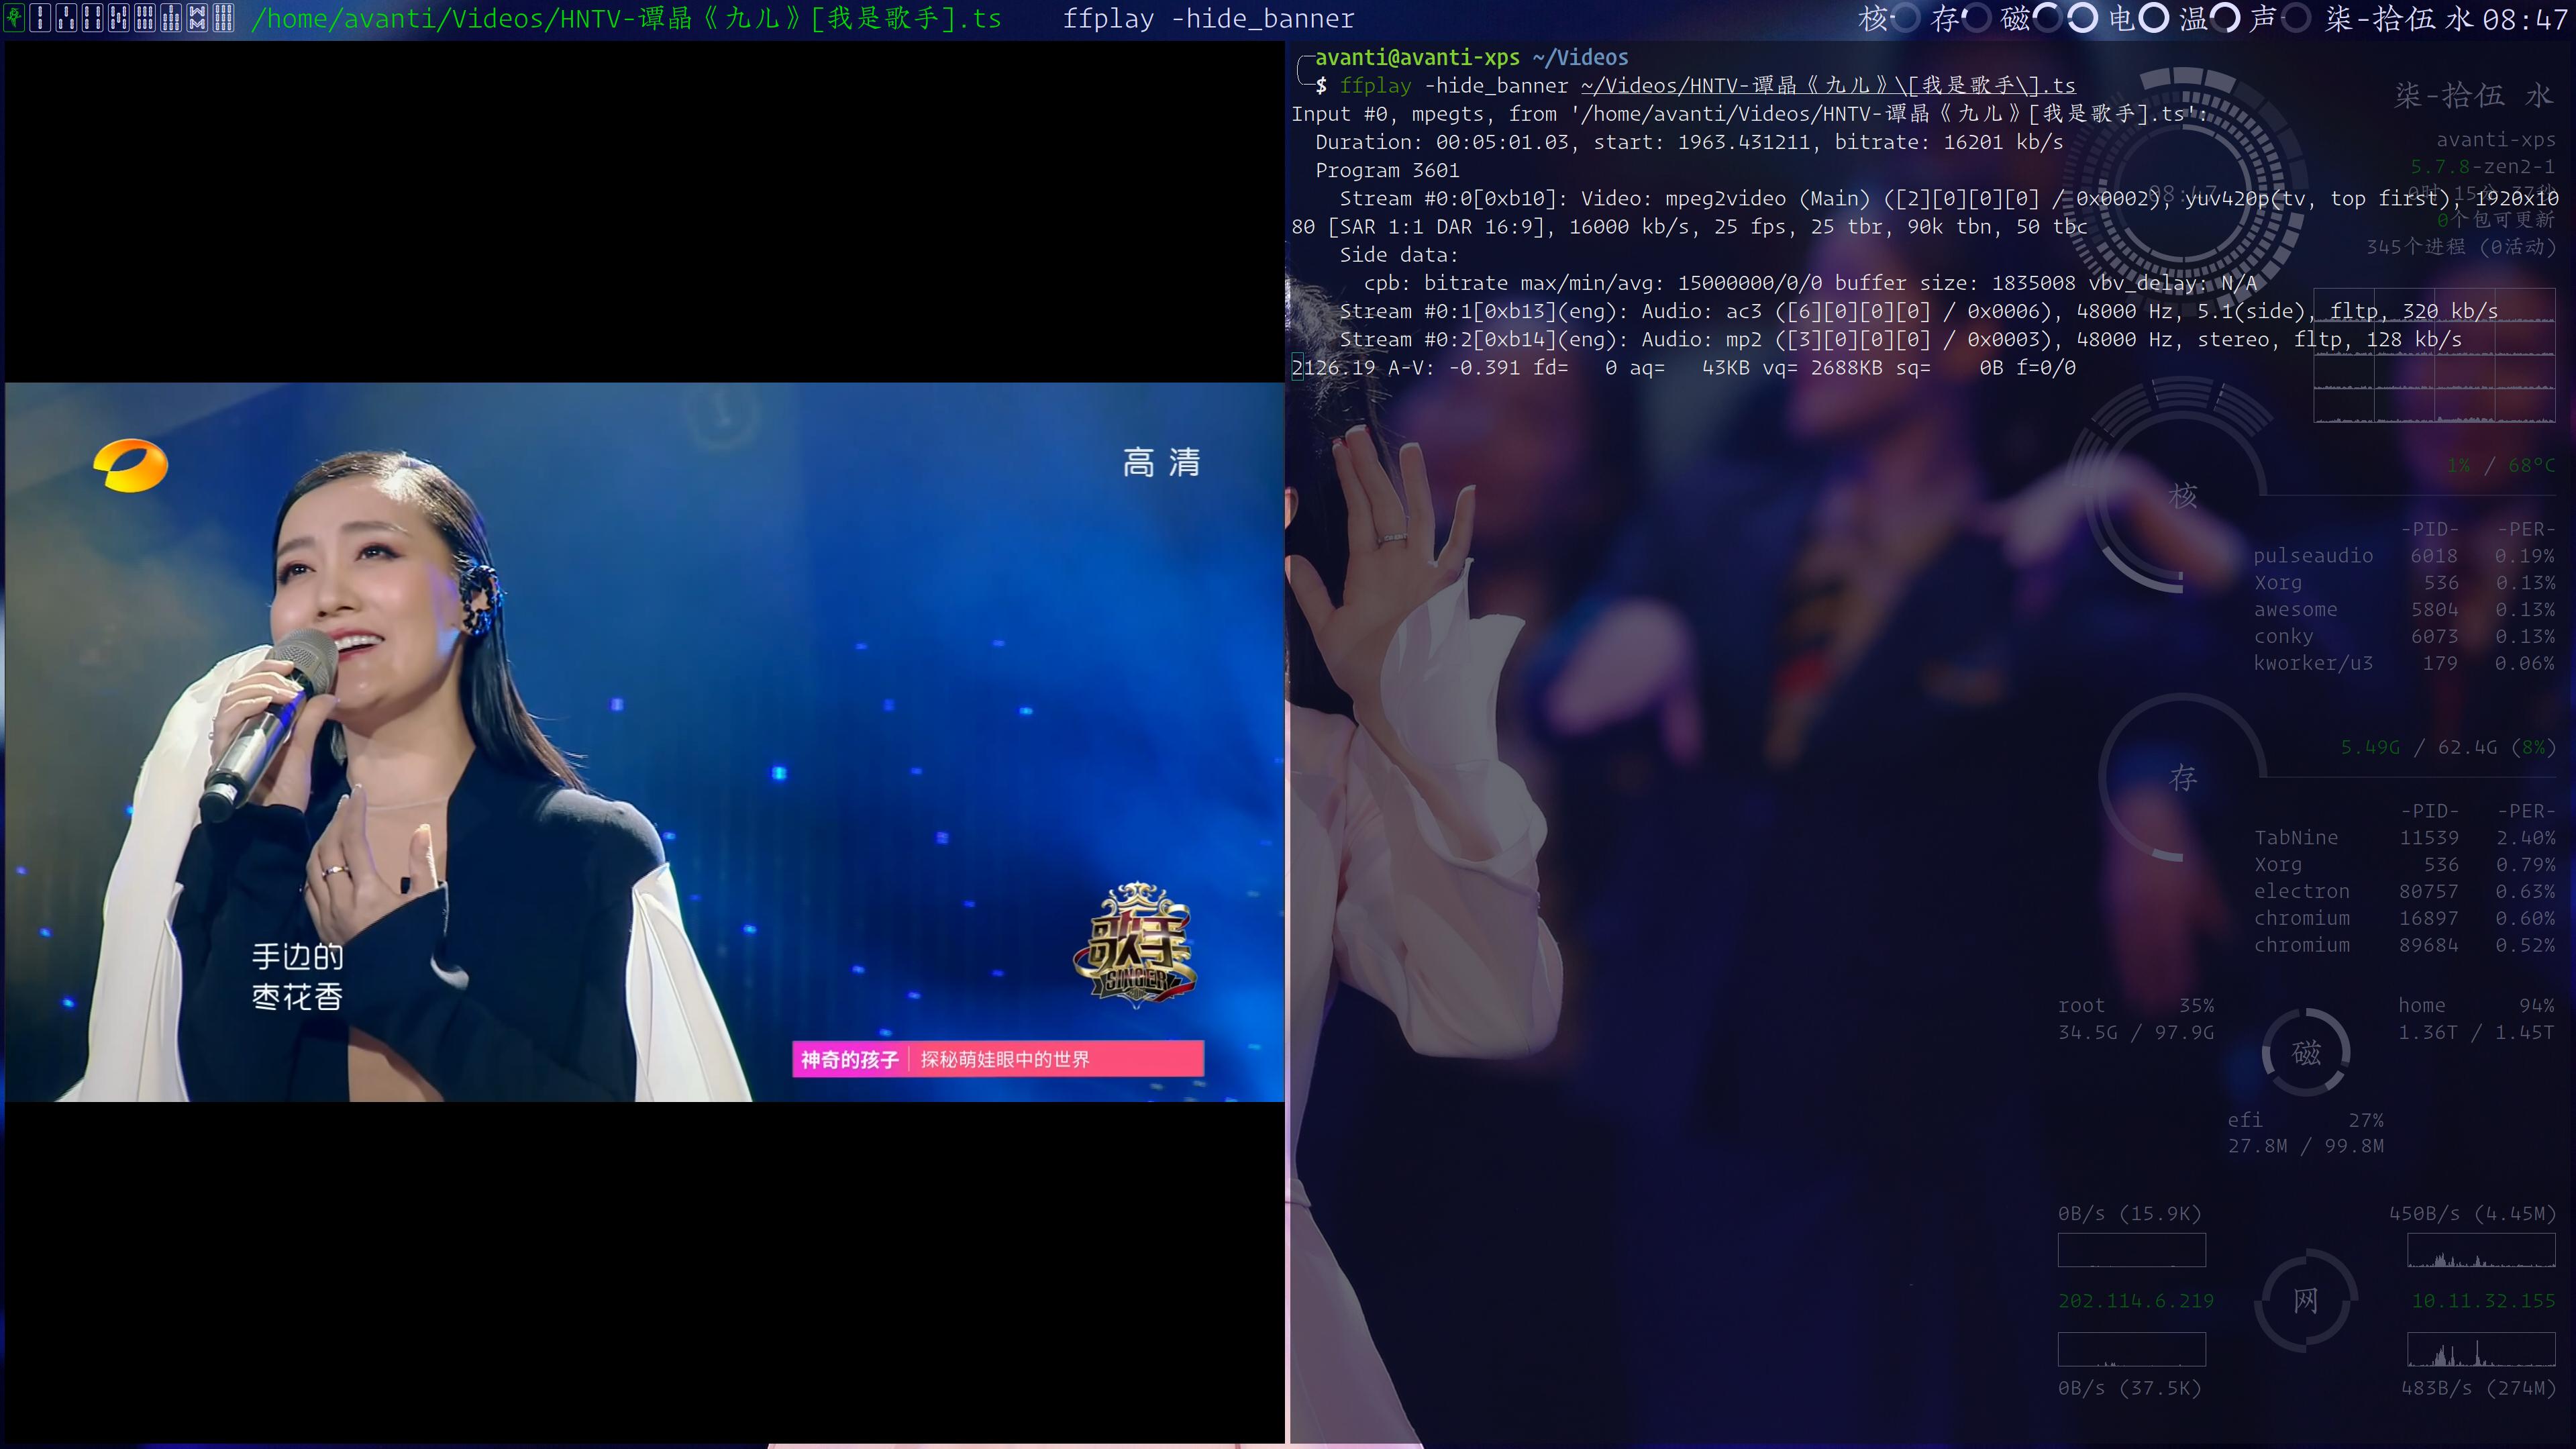 /home/avanti/Videos/HNTV-谭晶《九儿》[我是歌手].ts
ffplay -hide_banner
核 存 磁 电 温 声 柒-拾伍 水 08:47
高 清
手边的
枣花香
歌手
SINGER
神奇的孩子 探秘萌娃眼中的世界
avanti@avanti-xps ~/Videos
$ ffplay -hide_banner ~/Videos/HNTV-谭晶《九儿》\[我是歌手\].ts
Input #0, mpegts, from '/home/avanti/Videos/HNTV-谭晶《九儿》[我是歌手].ts':
Duration: 00:05:01.03, start: 1963.431211, bitrate: 16201 kb/s
Program 3601
Stream #0:0[0xb10]: Video: mpeg2video (Main) ([2][0][0][0] / 0x0002), yuv420p(tv, top first), 1920x10
80 [SAR 1:1 DAR 16:9], 16000 kb/s, 25 fps, 25 tbr, 90k tbn, 50 tbc
Side data:
cpb: bitrate max/min/avg: 15000000/0/0 buffer size: 1835008 vbv_delay: N/A
Stream #0:1[0xb13](eng): Audio: ac3 ([6][0][0][0] / 0x0006), 48000 Hz, 5.1(side), fltp, 320 kb/s
Stream #0:2[0xb14](eng): Audio: mp2 ([3][0][0][0] / 0x0003), 48000 Hz, stereo, fltp, 128 kb/s
2126.19 A-V: -0.391 fd= 0 aq= 43KB vq= 2688KB sq= 0B f=0/0
柒-拾伍 水
avanti-xps
5.7.8-zen2-1
08:47
0个包可更新
345个进程 (0活动)
1% / 68°C
核
-PID- -PER-
pulseaudio 6018 0.19%
Xorg 536 0.13%
awesome 5804 0.13%
conky 6073 0.13%
kworker/u3 179 0.06%
5.49G / 62.4G (8%)
存
-PID- -PER-
TabNine 11539 2.40%
Xorg 536 0.79%
electron 80757 0.63%
chromium 16897 0.60%
chromium 89684 0.52%
root 35%
34.5G / 97.9G
磁
home 94%
1.36T / 1.45T
efi 27%
27.8M / 99.8M
0B/s (15.9K) 450B/s (4.45M)
202.114.6.219 网 10.11.32.155
0B/s (37.5K) 483B/s (274M)